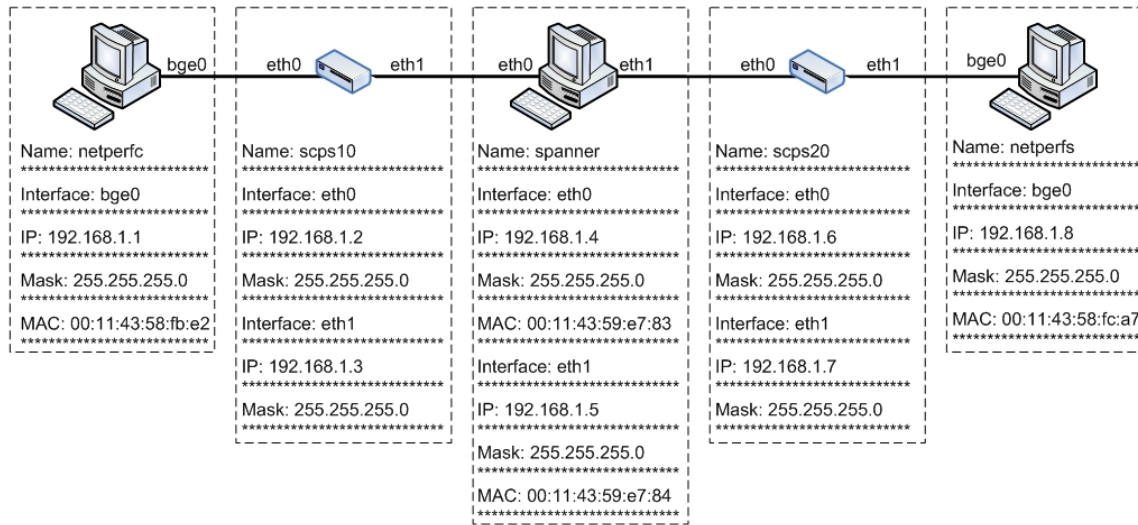 bge0
eth0
eth1
eth0
eth1
eth0
eth1
bge0
Name: netperfc
*************************
Interface: bge0
*************************
IP: 192.168.1.1
*************************
Mask: 255.255.255.0
*************************
MAC: 00:11:43:58:fb:e2
*************************
Name: scps10
***************************
Interface: eth0
***************************
IP: 192.168.1.2
***************************
Mask: 255.255.255.0
***************************
Interface: eth1
***************************
IP: 192.168.1.3
***************************
Mask: 255.255.255.0
***************************
Name: spanner
***************************
Interface: eth0
***************************
IP: 192.168.1.4
***************************
Mask: 255.255.255.0
***************************
MAC: 00:11:43:59:e7:83
***************************
Interface: eth1
***************************
IP: 192.168.1.5
***************************
Mask: 255.255.255.0
***************************
MAC: 00:11:43:59:e7:84
***************************
Name: scps20
***************************
Interface: eth0
***************************
IP: 192.168.1.6
***************************
Mask: 255.255.255.0
***************************
Interface: eth1
***************************
IP: 192.168.1.7
***************************
Mask: 255.255.255.0
***************************
Name: netperfs
*************************
Interface: bge0
*************************
IP: 192.168.1.8
*************************
Mask: 255.255.255.0
*************************
MAC: 00:11:43:58:fc:a7
*************************